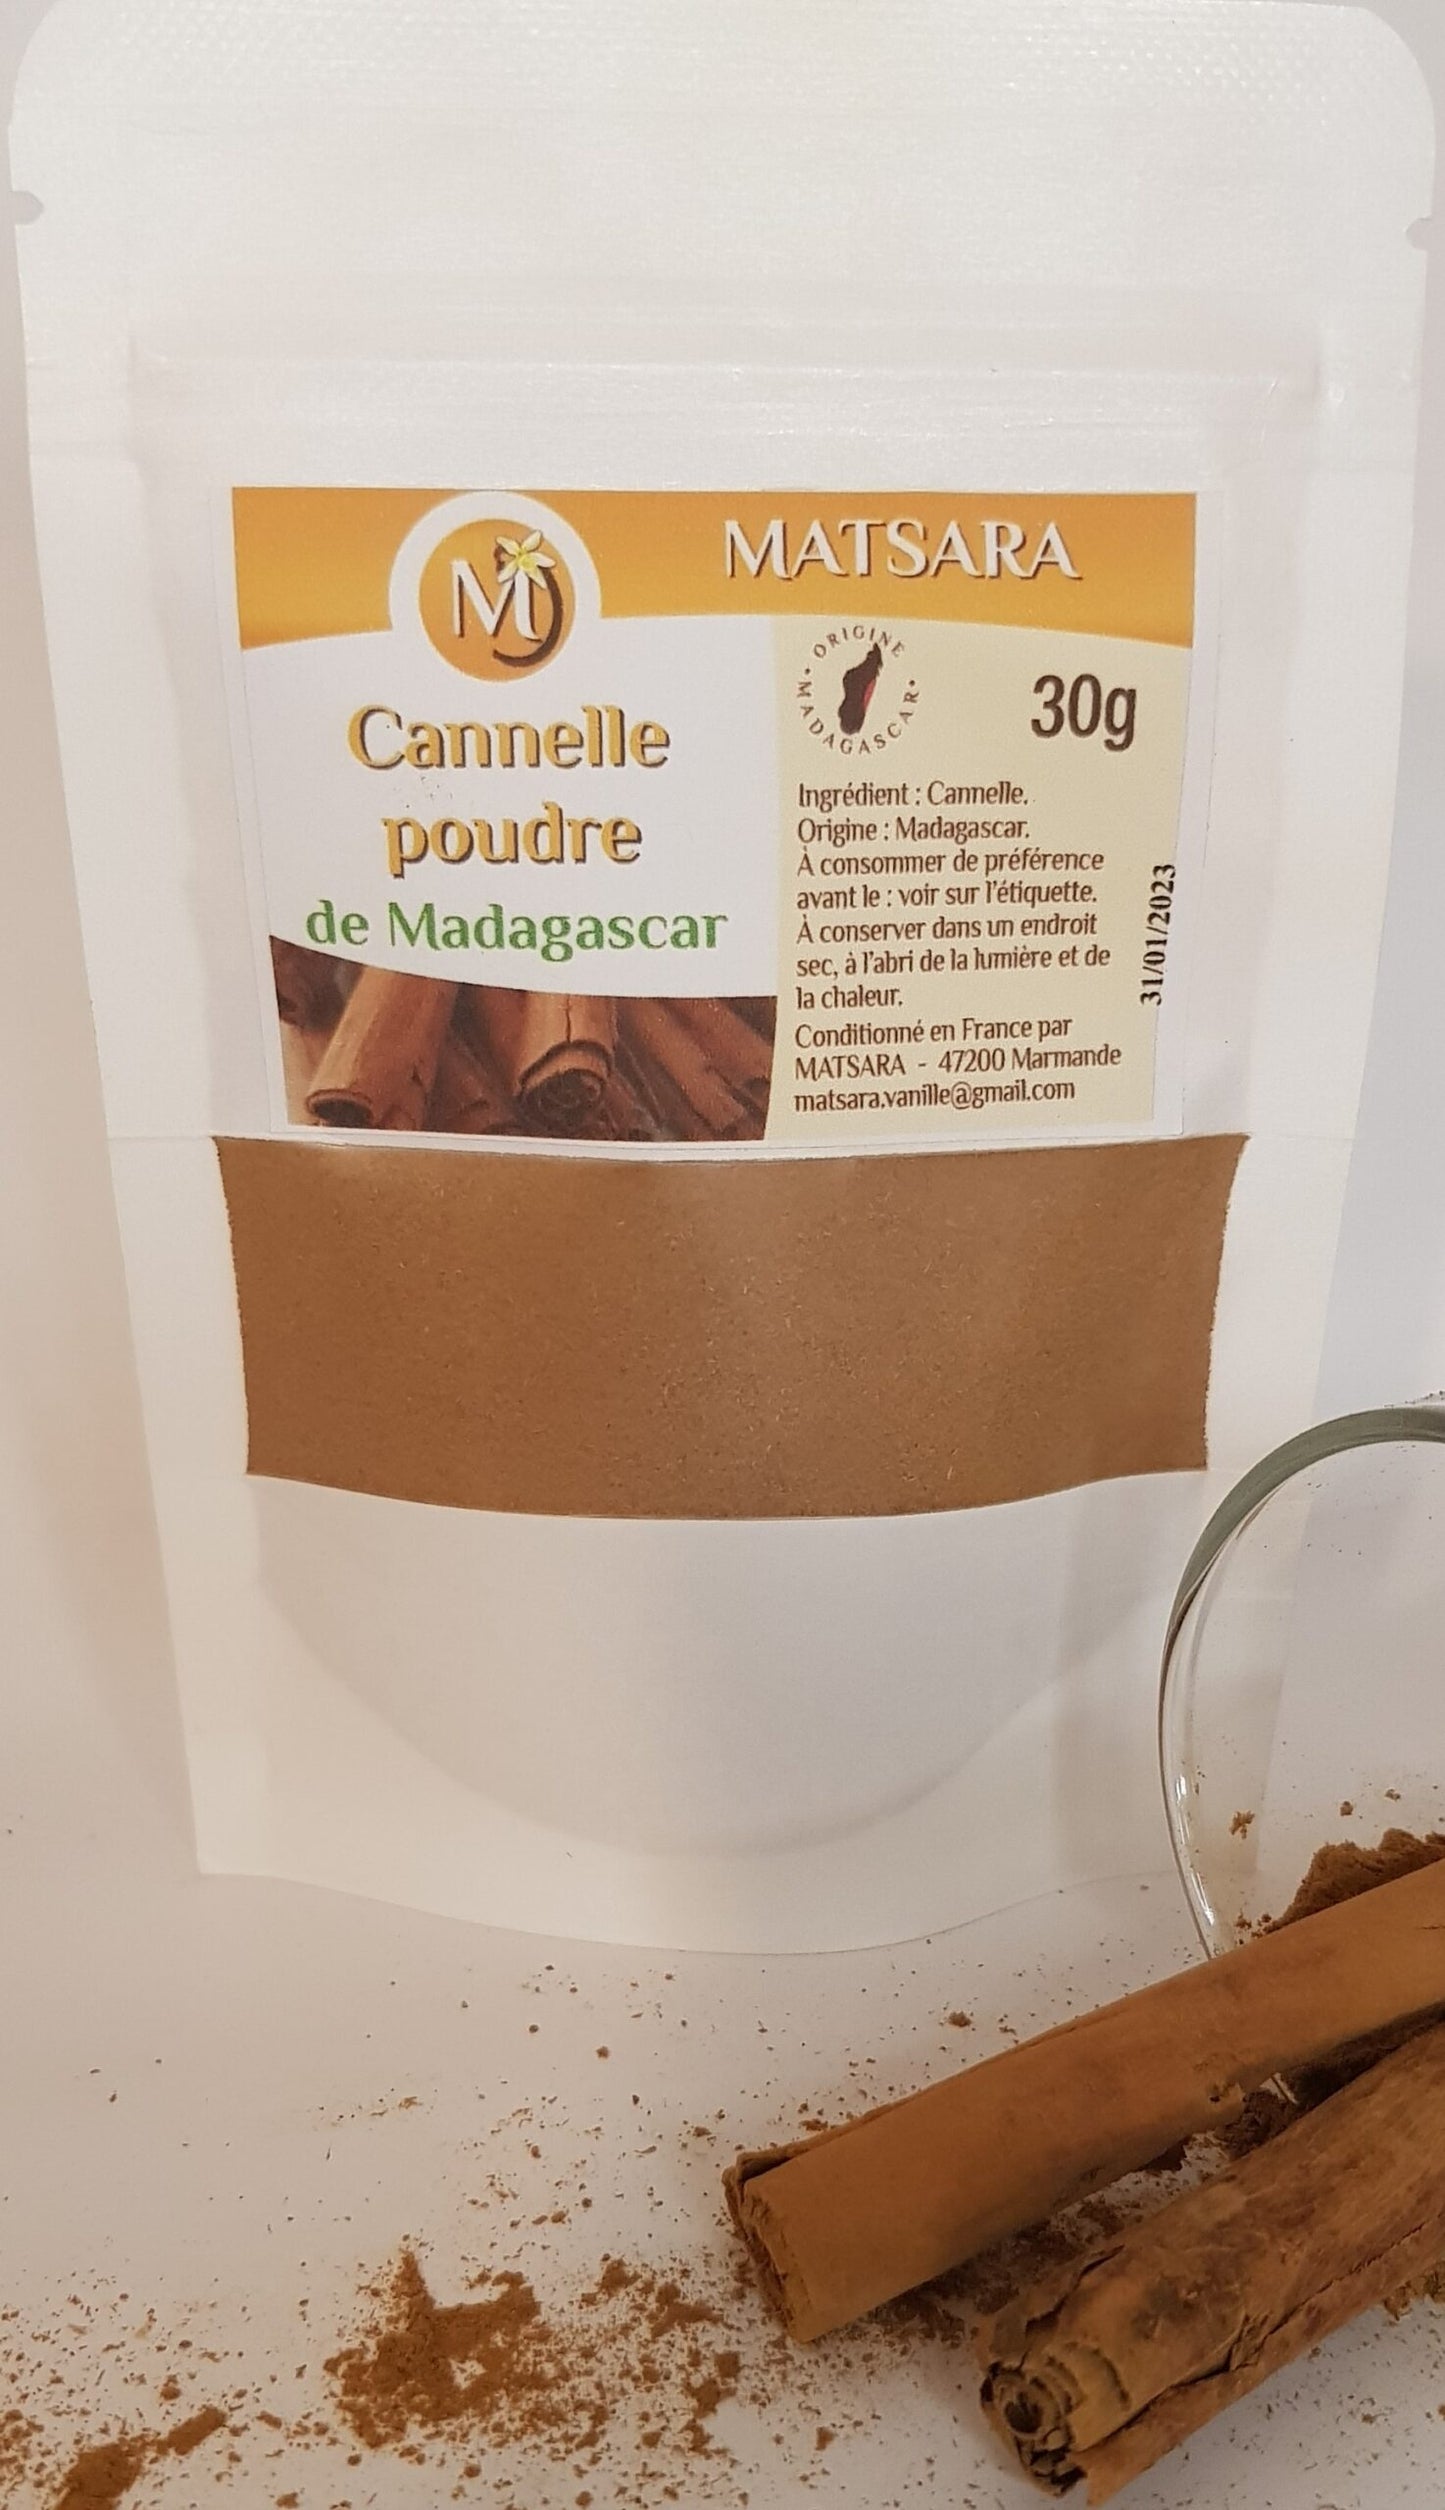 MATSARA
M
Cannelle
poudre
de Madagascar
ORIGINE
• MADAGASCAR •
30g
Ingrédient : Cannelle.
Origine : Madagascar.
À consommer de préférence
avant le : voir sur l'étiquette.
À conserver dans un endroit
sec, à l'abri de la lumière et de
la chaleur.
Conditionné en France par
MATSARA - 47200 Marmande
matsara.vanille@gmail.com
31/01/2023